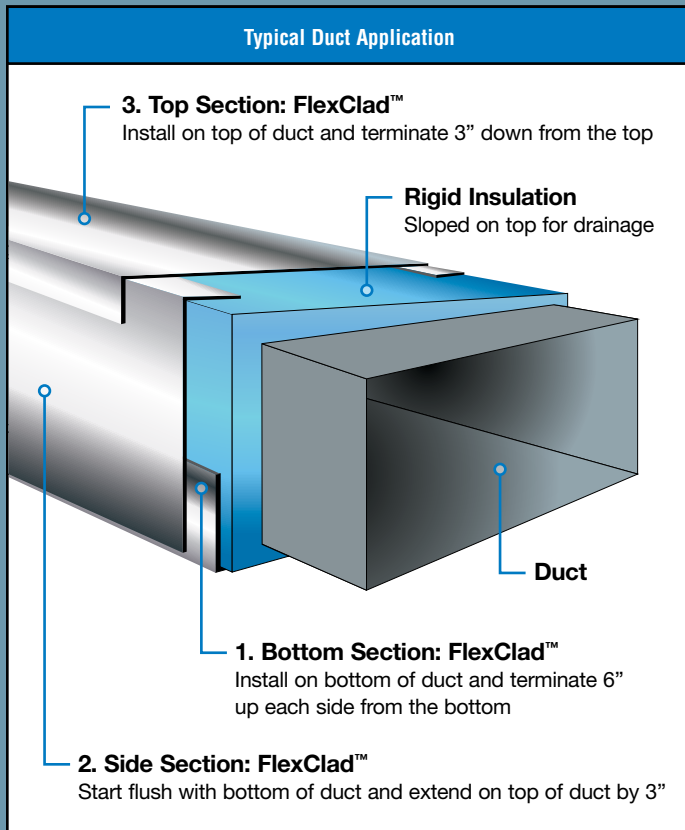 Typical Duct Application
3. Top Section: FlexClad™
Install on top of duct and terminate 3” down from the top
Rigid Insulation
Sloped on top for drainage
Duct
1. Bottom Section: FlexClad™
Install on bottom of duct and terminate 6”
up each side from the bottom
2. Side Section: FlexClad™
Start flush with bottom of duct and extend on top of duct by 3”